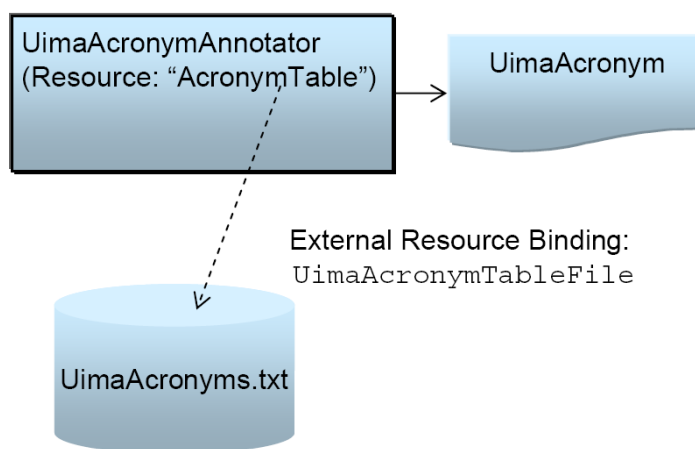 UimaAcronymAnnotator
(Resource: “AcronymTable”)
UimaAcronym
External Resource Binding:
UimaAcronymTableFile
UimaAcronyms.txt